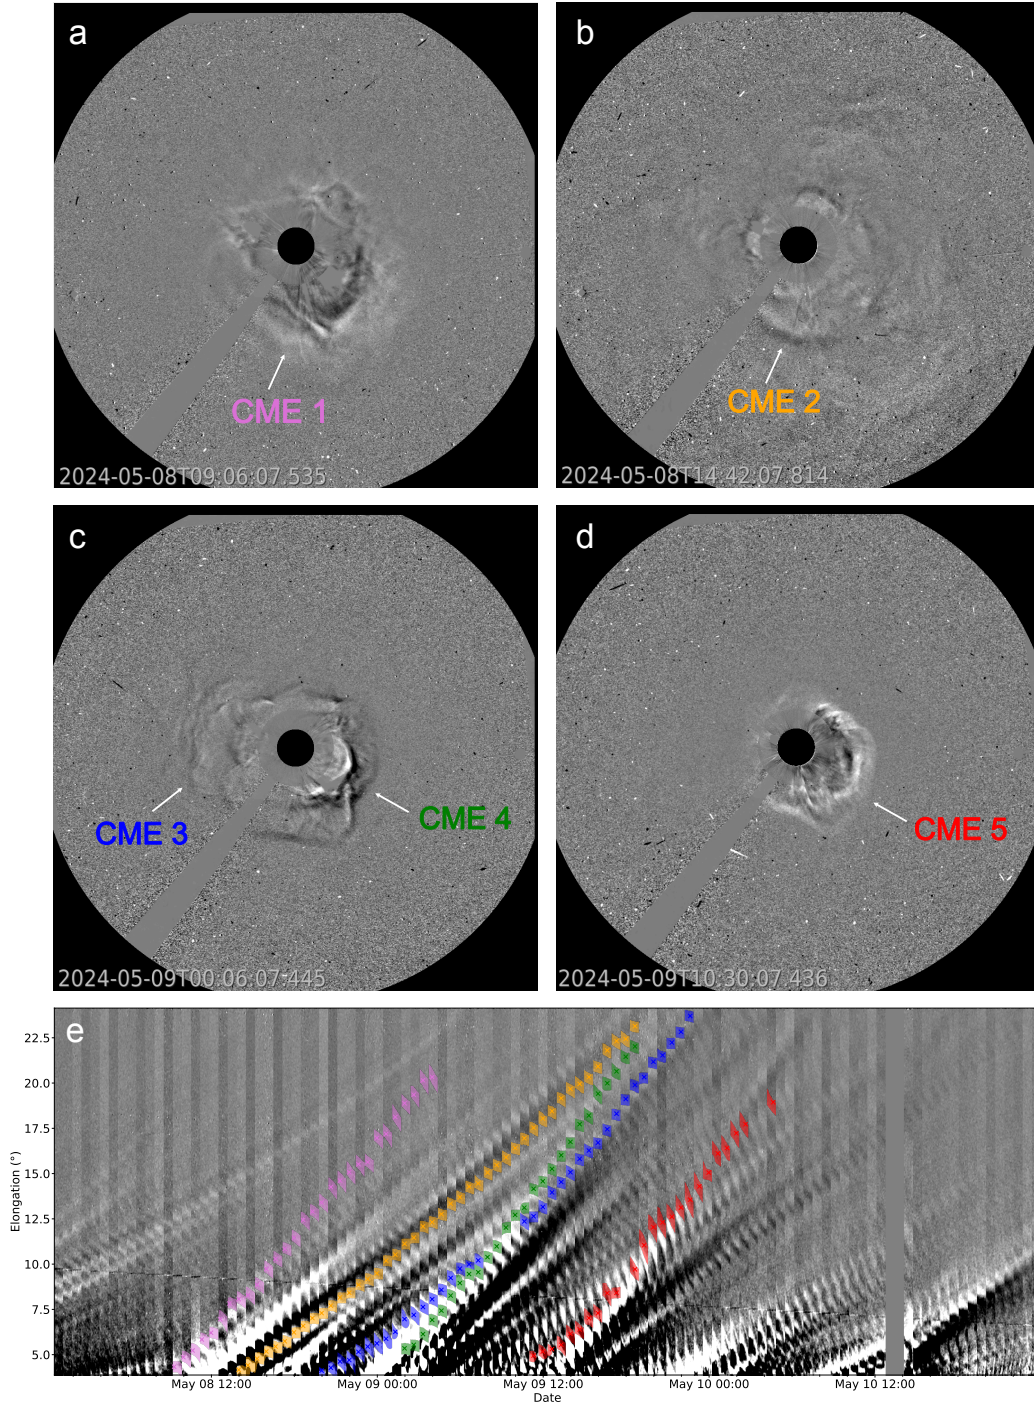 a
b
CME 1
CME 2
2024-05-08T09:06:07.535
2024-05-08T14:42:07.814
c
d
CME 3
CME 4
CME 5
2024-05-09T00:06:07.445
2024-05-09T10:30:07.436
e
22.5
20.0
17.5
15.0
12.5
10.0
7.5
5.0
Elongation (°)
May 08 12:00 May 09 00:00 May 09 12:00 May 10 00:00 May 10 12:00
Date